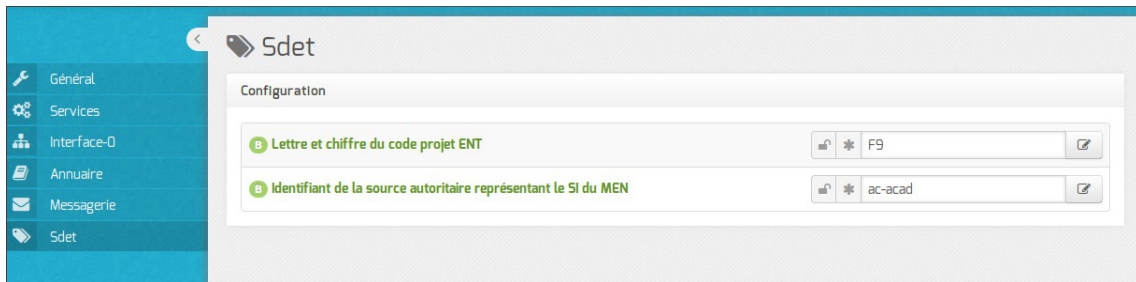 Sdet
Général
Services
Interface-0
Annuaire
Messagerie
Sdet
Configuration
B Lettre et chiffre du code projet ENT
F9
B Identifiant de la source autoritaire représentant le SI du MEN
ac-acad